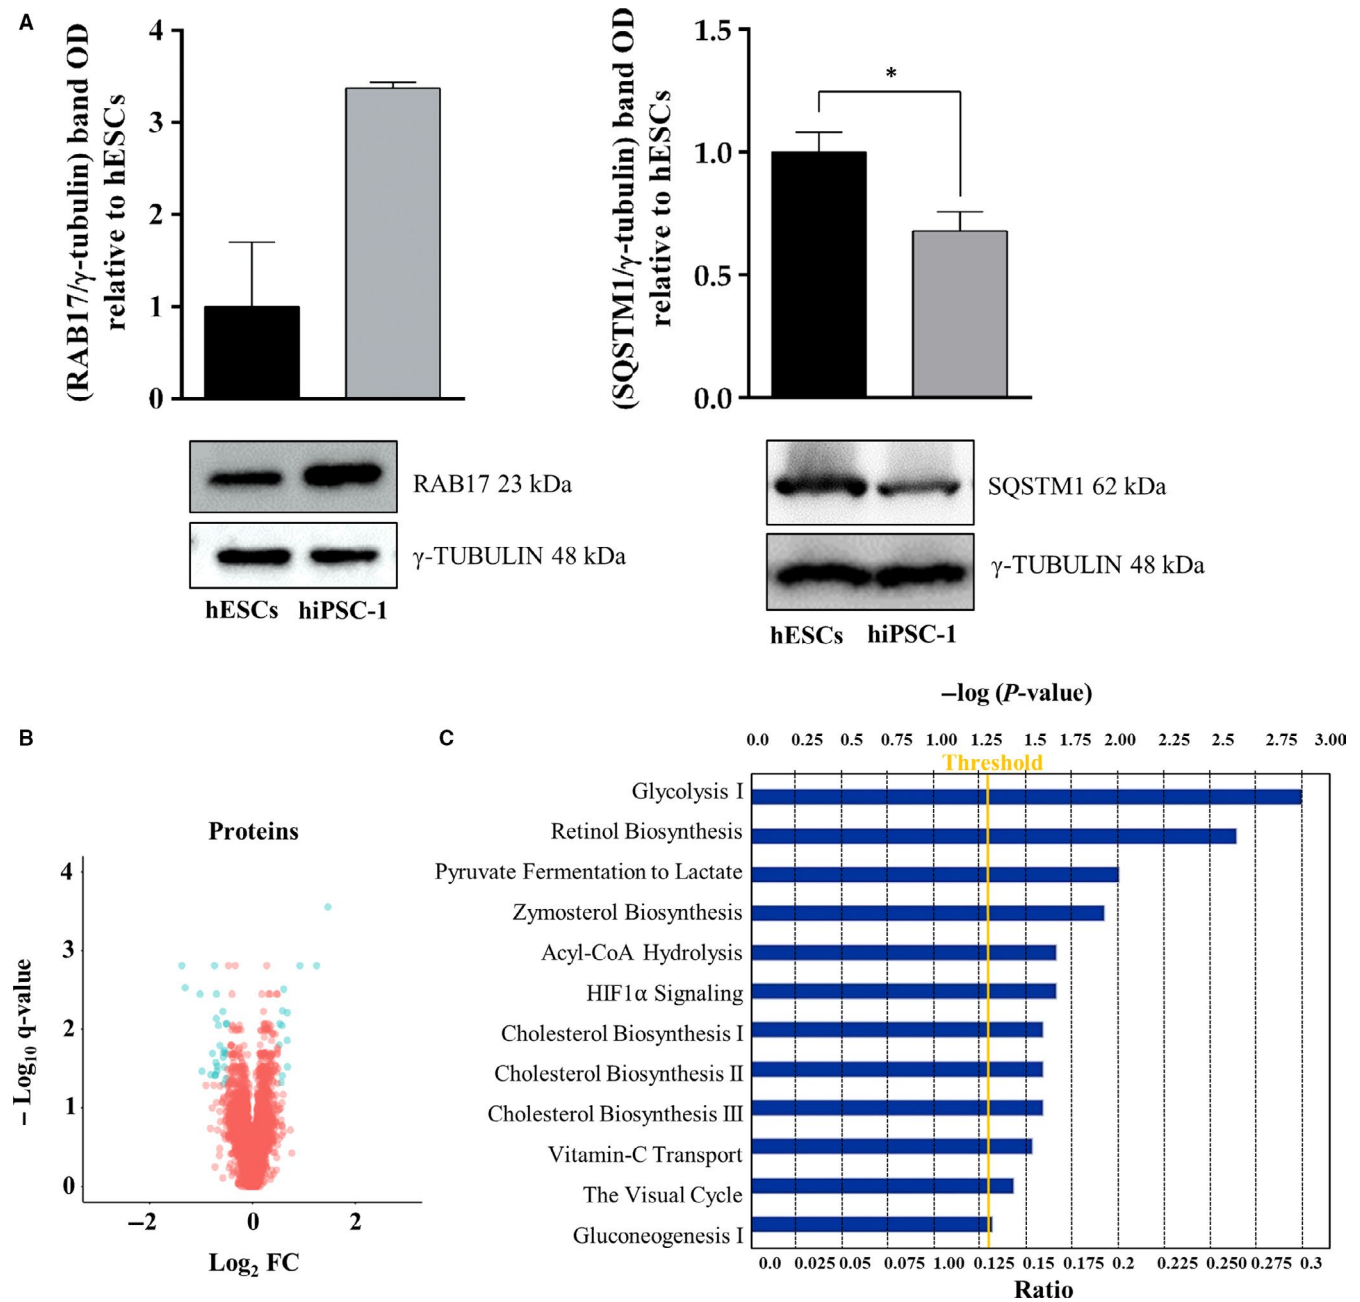 A
(RAB17/γ-tubulin) band OD
relative to hESCs
4
3
2
1
0
RAB17 23 kDa
γ-TUBULIN 48 kDa
hESCs hiPSC-1
(SQSTM1/γ-tubulin) band OD
relative to hESCs
1.5
1.0
0.5
0.0
*
SQSTM1 62 kDa
γ-TUBULIN 48 kDa
hESCs hiPSC-1
B
Proteins
– Log10 q-value
4
3
2
1
0
–2 0 2
Log2 FC
C
–log (P-value)
0.0 0.25 0.5 0.75 1.00 1.25 1.5 1.75 2.00 2.25 2.5 2.75 3.00
Threshold
Glycolysis I
Retinol Biosynthesis
Pyruvate Fermentation to Lactate
Zymosterol Biosynthesis
Acyl-CoA Hydrolysis
HIF1α Signaling
Cholesterol Biosynthesis I
Cholesterol Biosynthesis II
Cholesterol Biosynthesis III
Vitamin-C Transport
The Visual Cycle
Gluconeogenesis I
0.0 0.025 0.05 0.075 1.00 0.125 0.15 0.175 0.2 0.225 0.250 0.275 0.3
Ratio